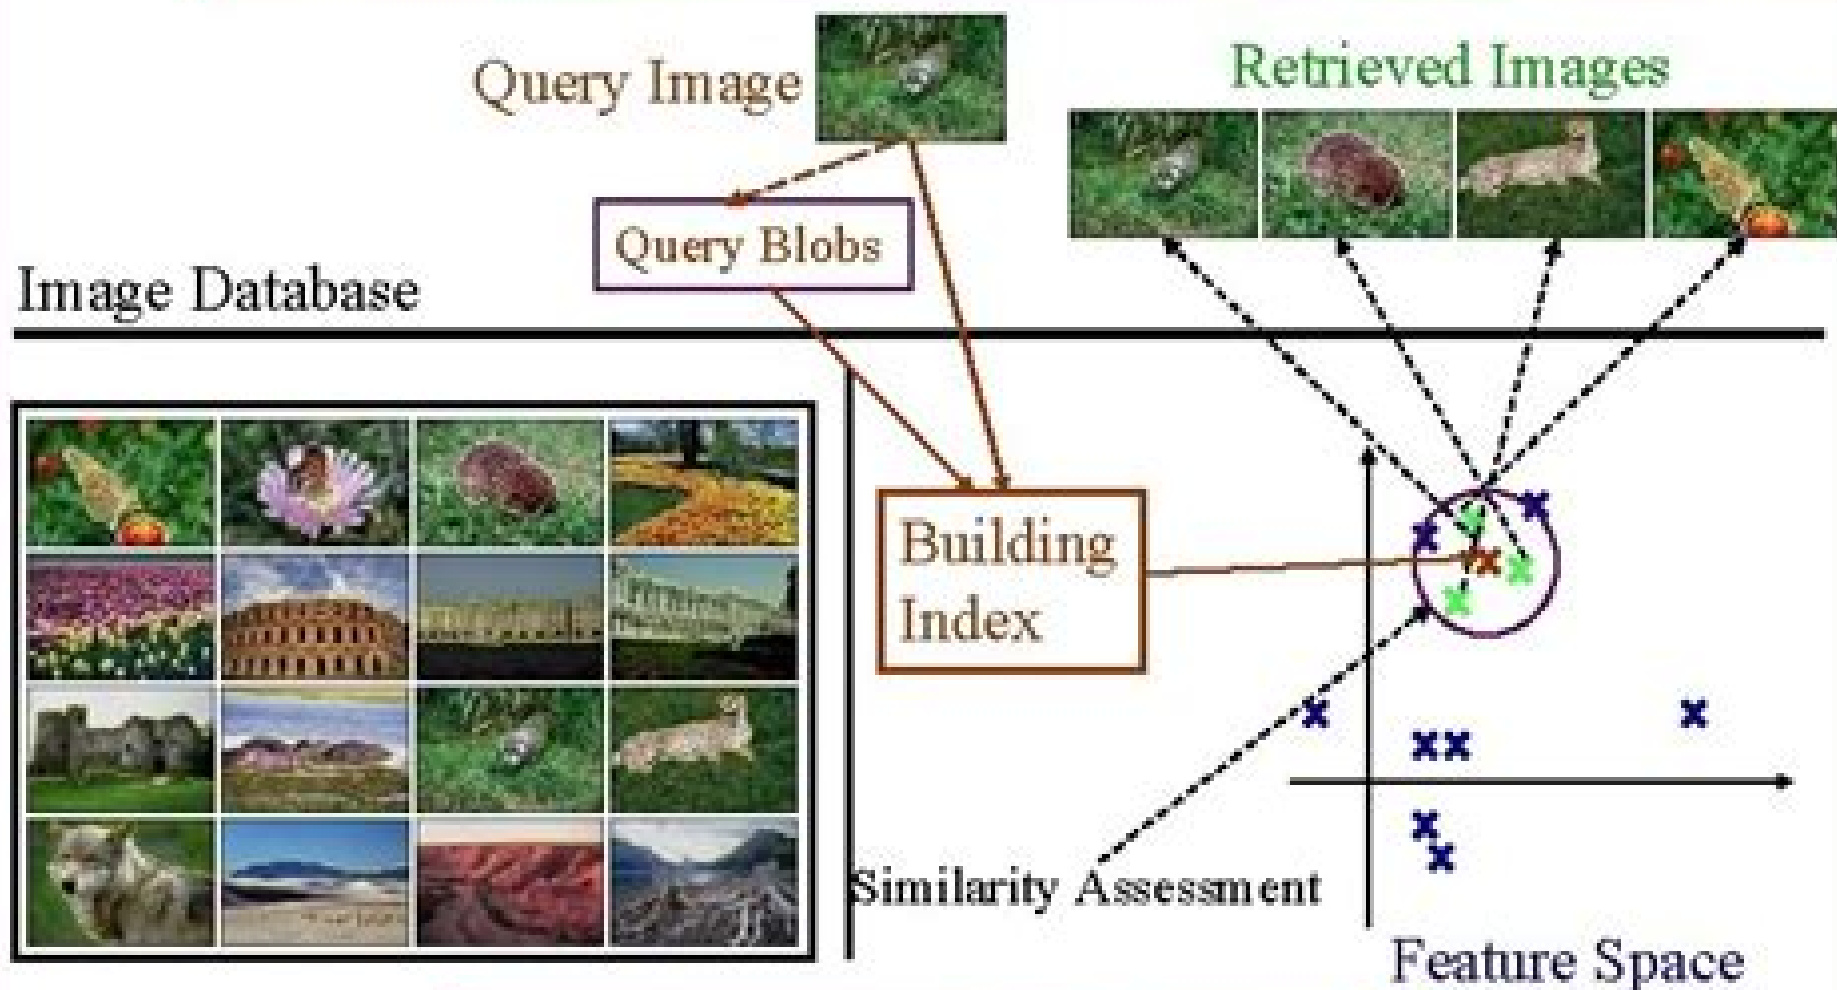 Query Image
Retrieved Images
Query Blobs
Image Database
Building
Index
Similarity Assessment
Feature Space